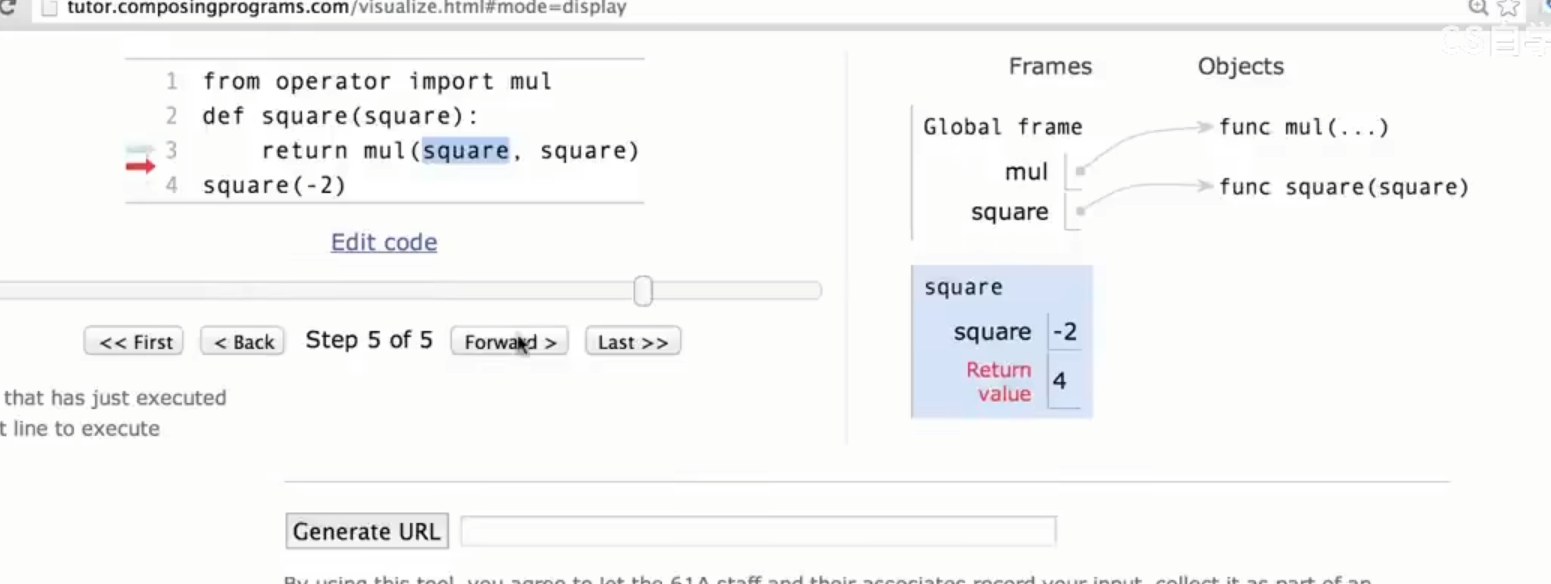 tutor.composingprograms.com/visualize.html#mode=display
CS自学
1 from operator import mul
2 def square(square):
3     return mul(square, square)
4 square(-2)
Edit code
<< First
< Back
Step 5 of 5
Forward >
Last >>
that has just executed
t line to execute
Frames
Objects
Global frame
mul
square
func mul(...)
func square(square)
square
square -2
Return
value
4
Generate URL
By using this tool, you agree to let the 61A staff and their associates record your input, collect it as part of an